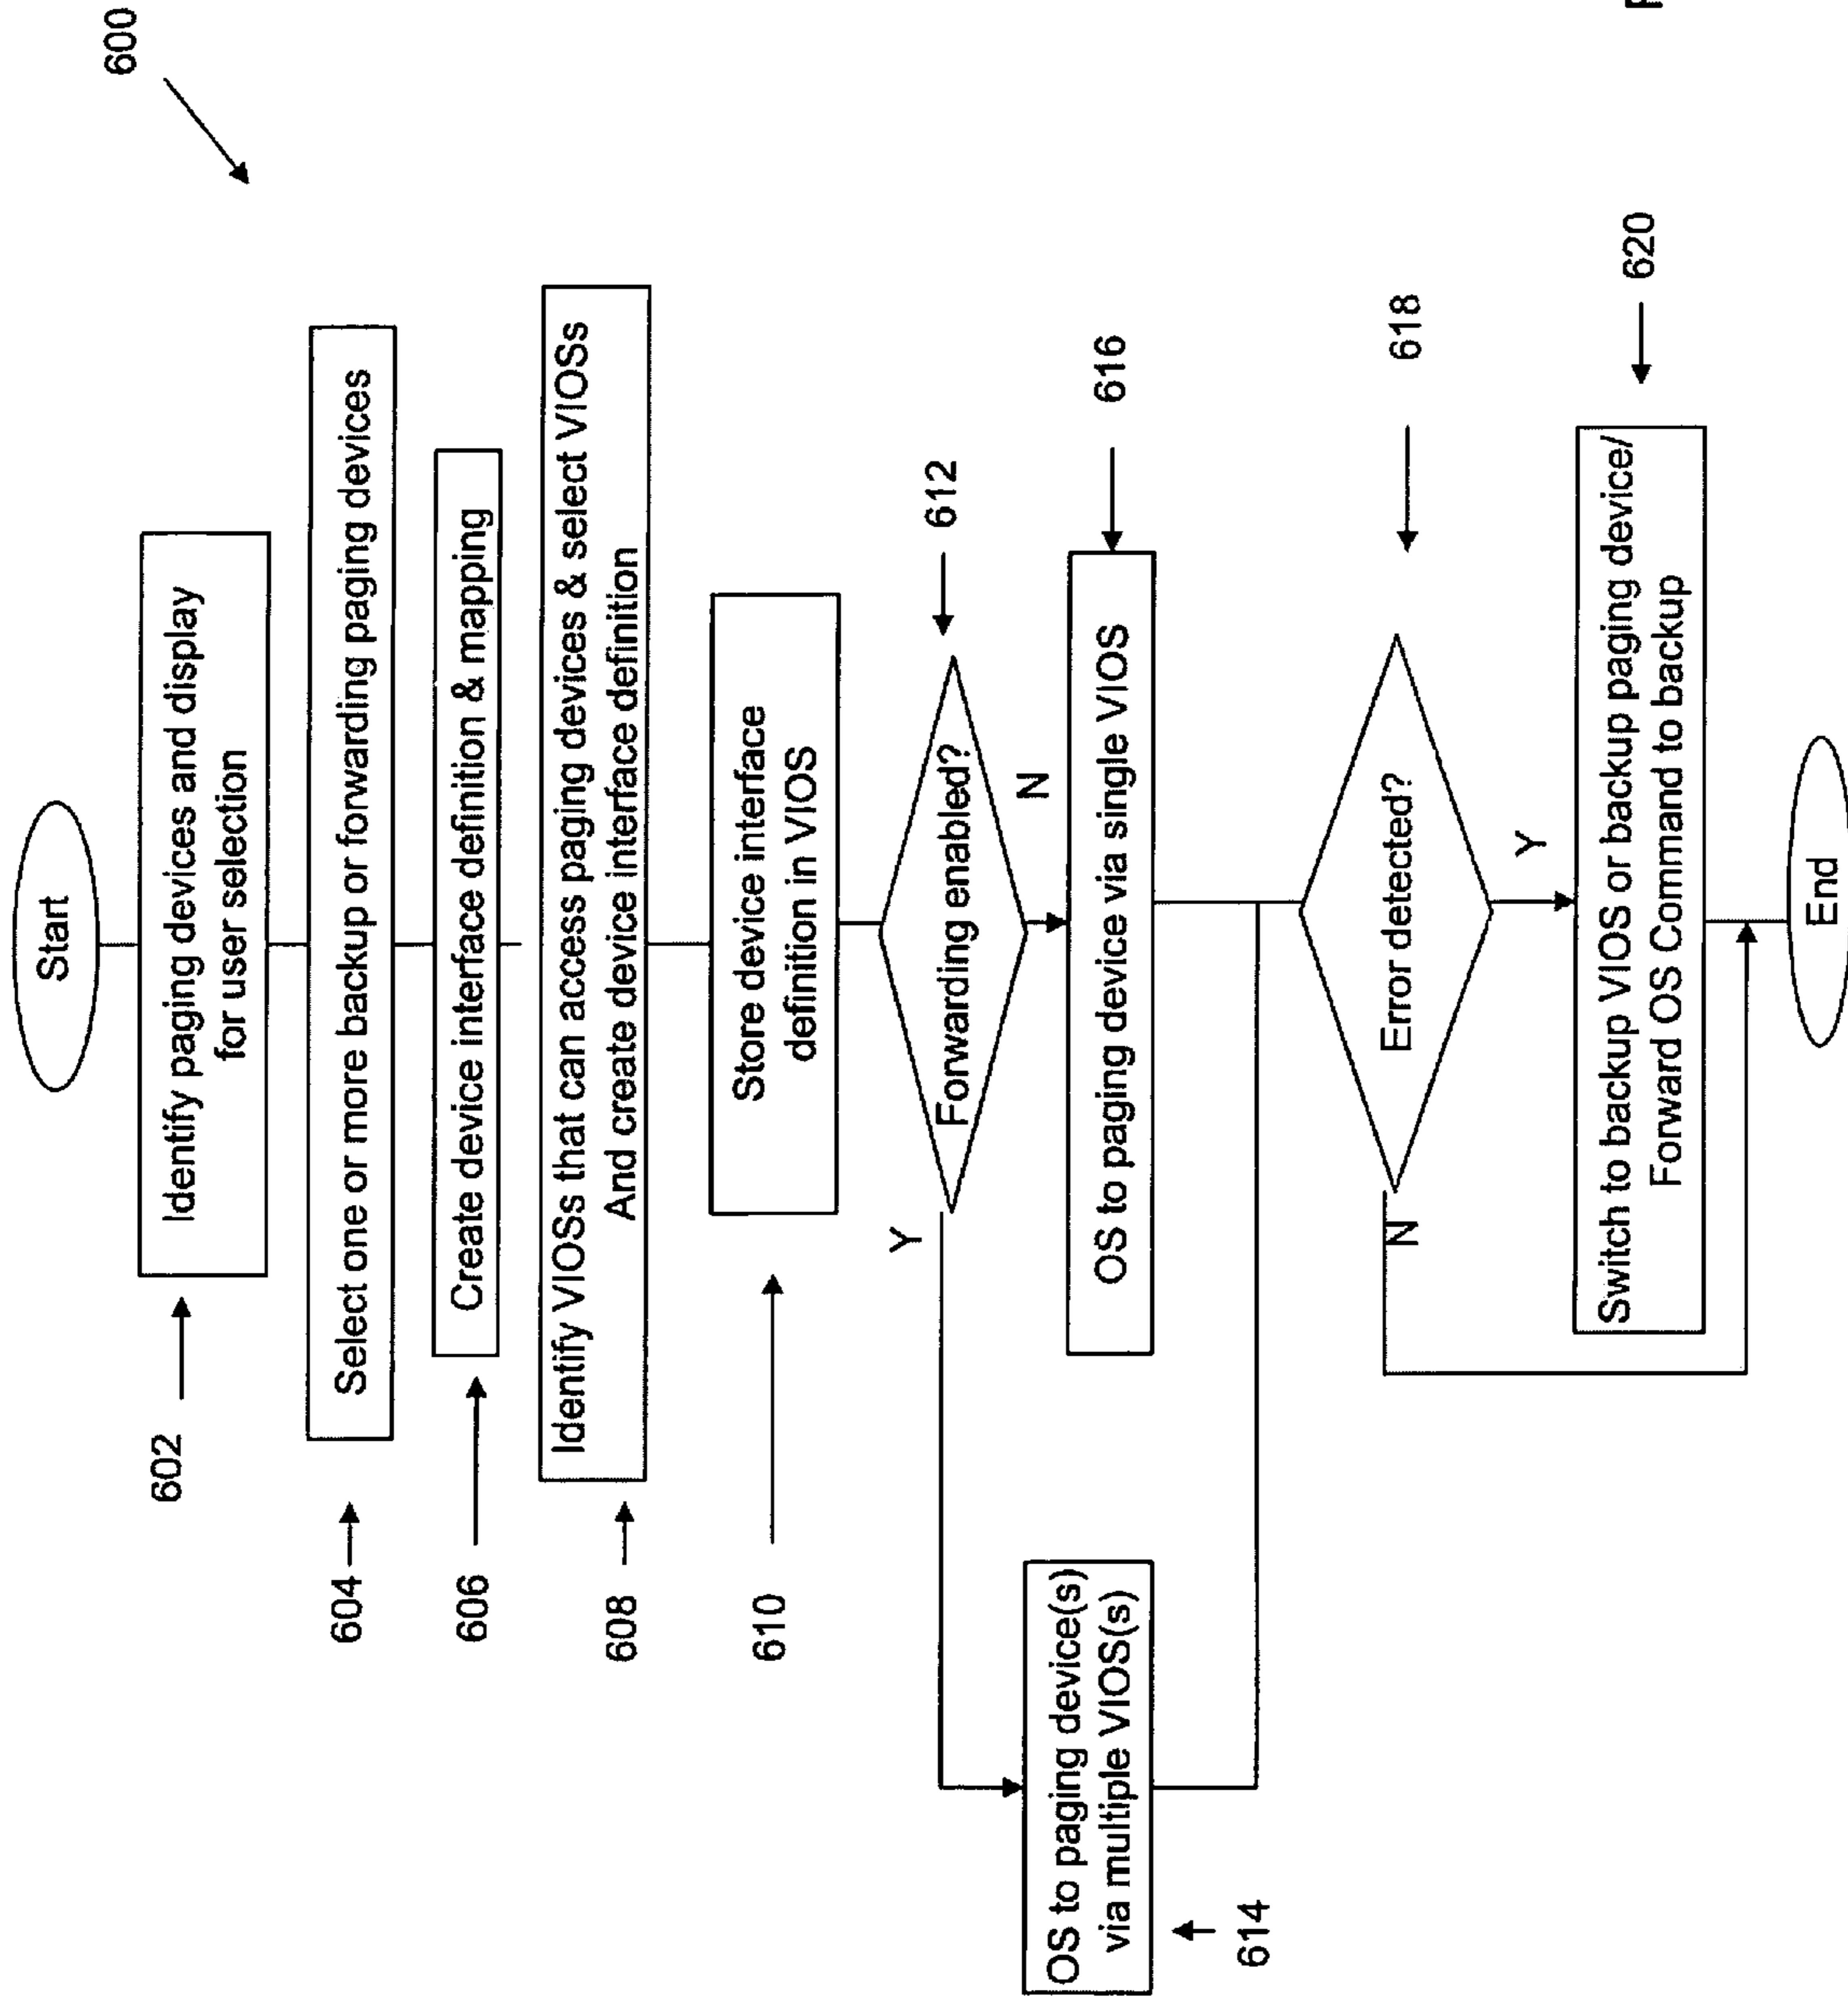 600
Start
602
Identify paging devices and display
for user selection
604
Select one or more backup or forwarding paging devices
606
Create device interface definition & mapping
608
Identify VIOSs that can access paging devices & select VIOSs
And create device interface definition
610
Store device interface
definition in VIOS
612
Forwarding enabled?
Y
N
614
OS to paging device(s)
via multiple VIOS(s)
616
OS to paging device via single VIOS
618
Error detected?
N
Y
620
Switch to backup VIOS or backup paging device/
Forward OS Command to backup
End